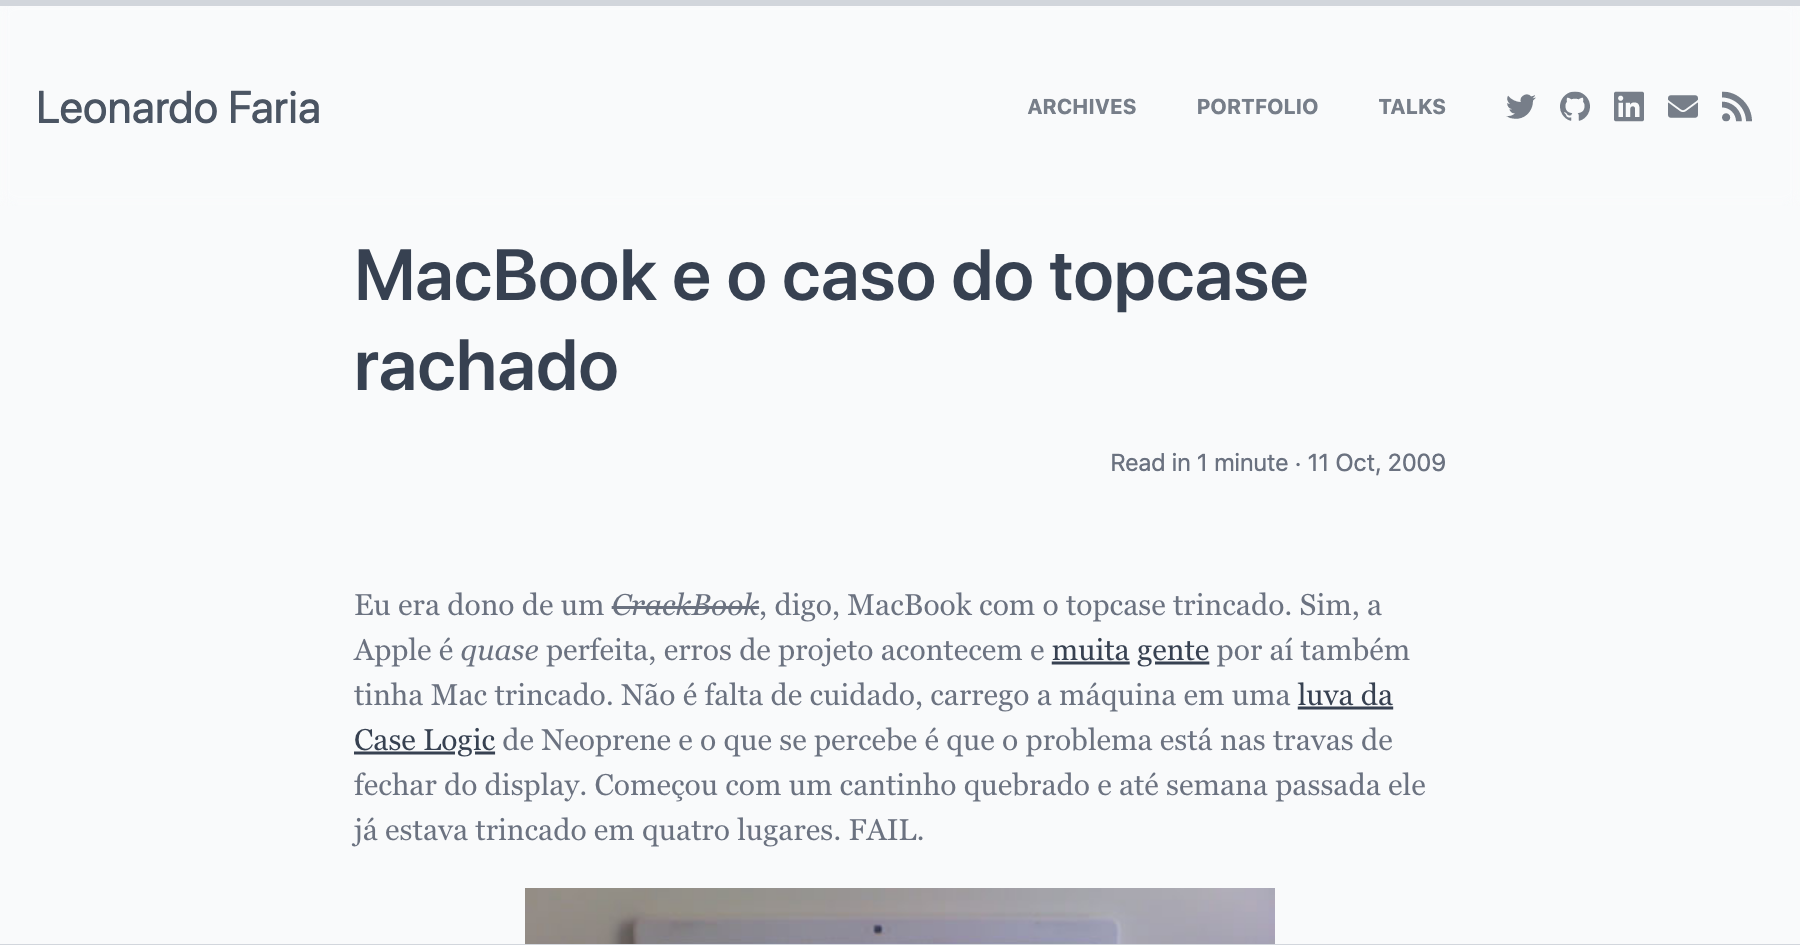 Leonardo Faria
ARCHIVES PORTFOLIO TALKS
MacBook e o caso do topcase
rachado
Read in 1 minute · 11 Oct, 2009
Eu era dono de um CrackBook, digo, MacBook com o topcase trincado. Sim, a
Apple é quase perfeita, erros de projeto acontecem e muita gente por aí também
tinha Mac trincado. Não é falta de cuidado, carrego a máquina em uma luva da
Case Logic de Neoprene e o que se percebe é que o problema está nas travas de
fechar do display. Começou com um cantinho quebrado e até semana passada ele
já estava trincado em quatro lugares. FAIL.